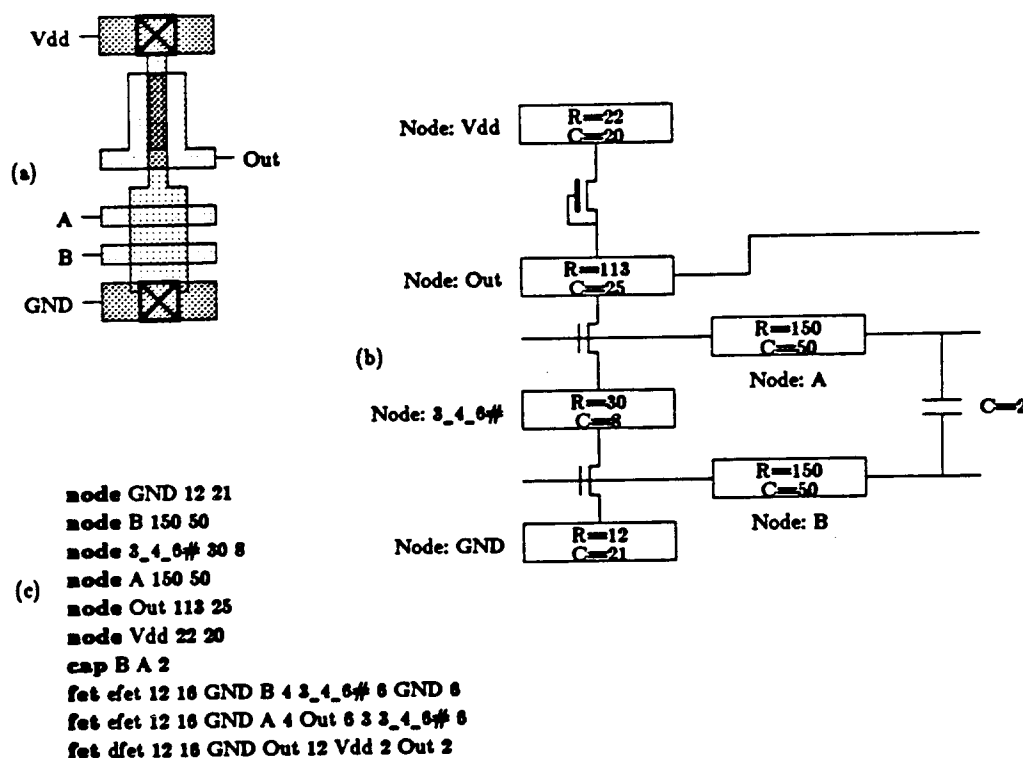 Vdd
(a)
Out
A
B
GND
Node: Vdd
R=22
C=20
Node: Out
R=113
C=25
(b)
R=150
C=50
Node: A
Node: 3_4_6#
R=30
C=8
C=2
R=150
C=50
Node: B
Node: GND
R=12
C=21
(c)
node GND 12 21
node B 150 50
node 3_4_6# 30 8
node A 150 50
node Out 113 25
node Vdd 22 20
cap B A 2
fet efet 12 16 GND B 4 3_4_6# 6 GND 6
fet efet 12 16 GND A 4 Out 6 3 3_4_6# 6
fet dfet 12 16 GND Out 12 Vdd 2 Out 2